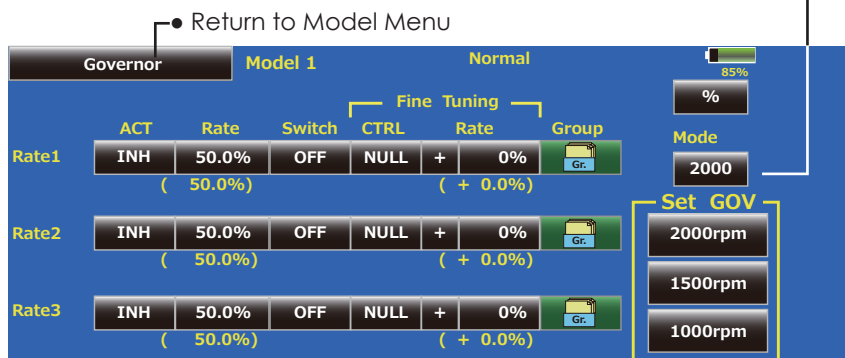 ● Return to Model Menu
Governor Model 1 Normal
85%
%
Fine Tuning
ACT Rate Switch CTRL Rate Group
Mode
Rate1 INH 50.0% OFF NULL + 0% Gr.
2000
( 50.0%) ( + 0.0%)
Set GOV
Rate2 INH 50.0% OFF NULL + 0% Gr.
2000rpm
( 50.0%) ( + 0.0%)
1500rpm
Rate3 INH 50.0% OFF NULL + 0% Gr.
1000rpm
( 50.0%) ( + 0.0%)